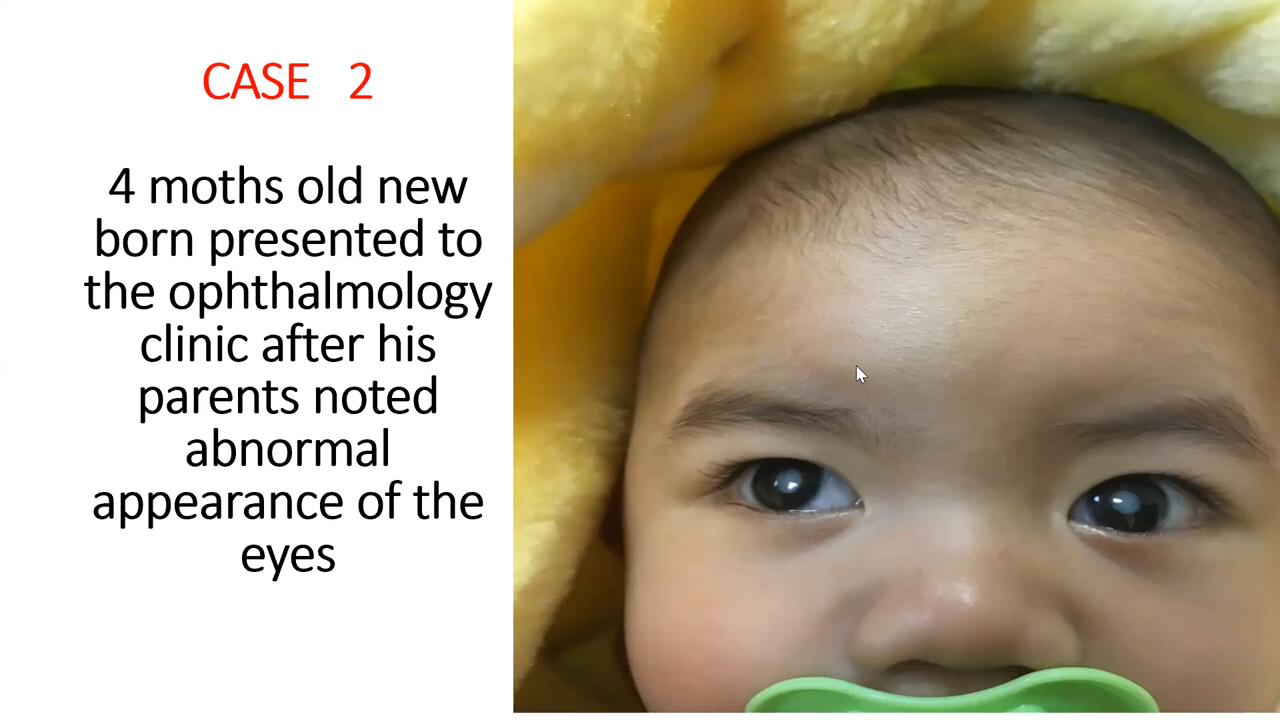 CASE 2
4 moths old new
born presented to
the ophthalmology
clinic after his
parents noted
abnormal
appearance of the
eyes